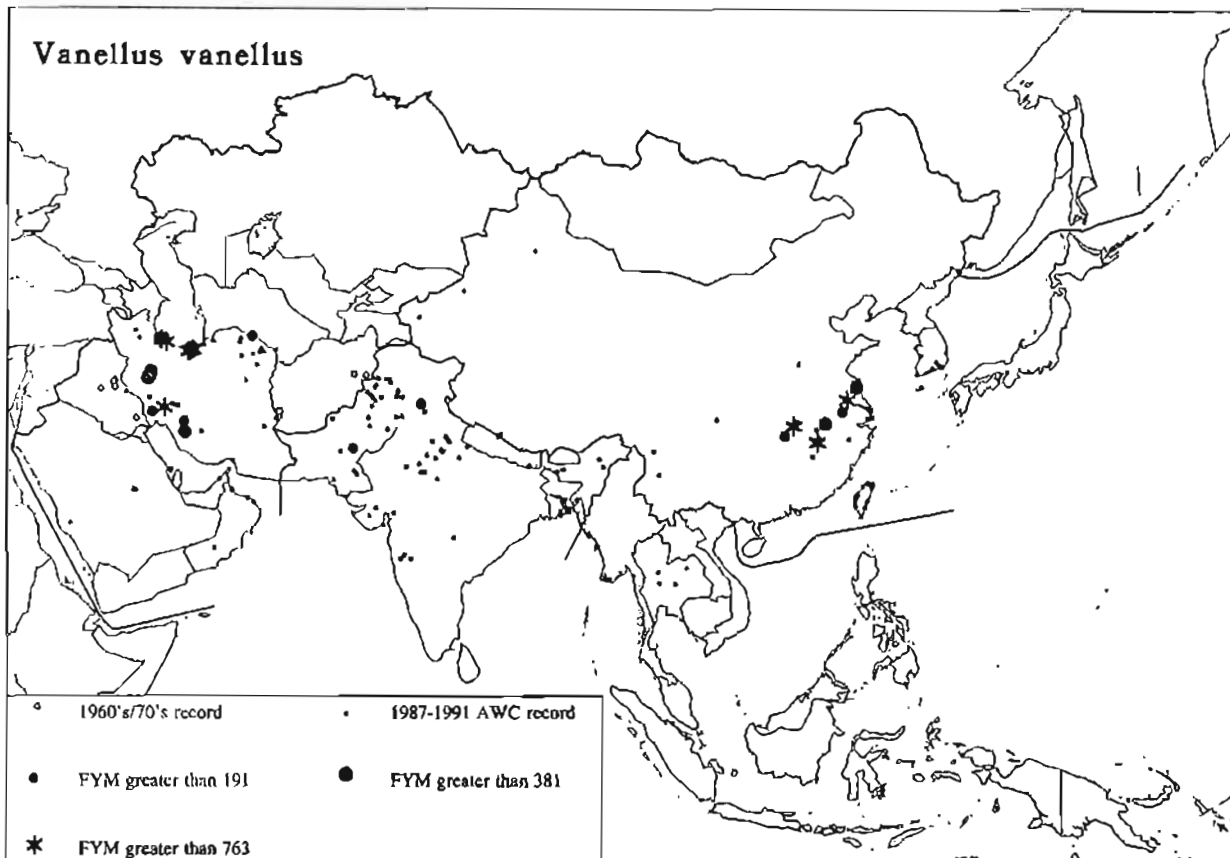 Vanellus vanellus
1960's/70's record
1987-1991 AWC record
FYM greater than 191
FYM greater than 381
FYM greater than 763